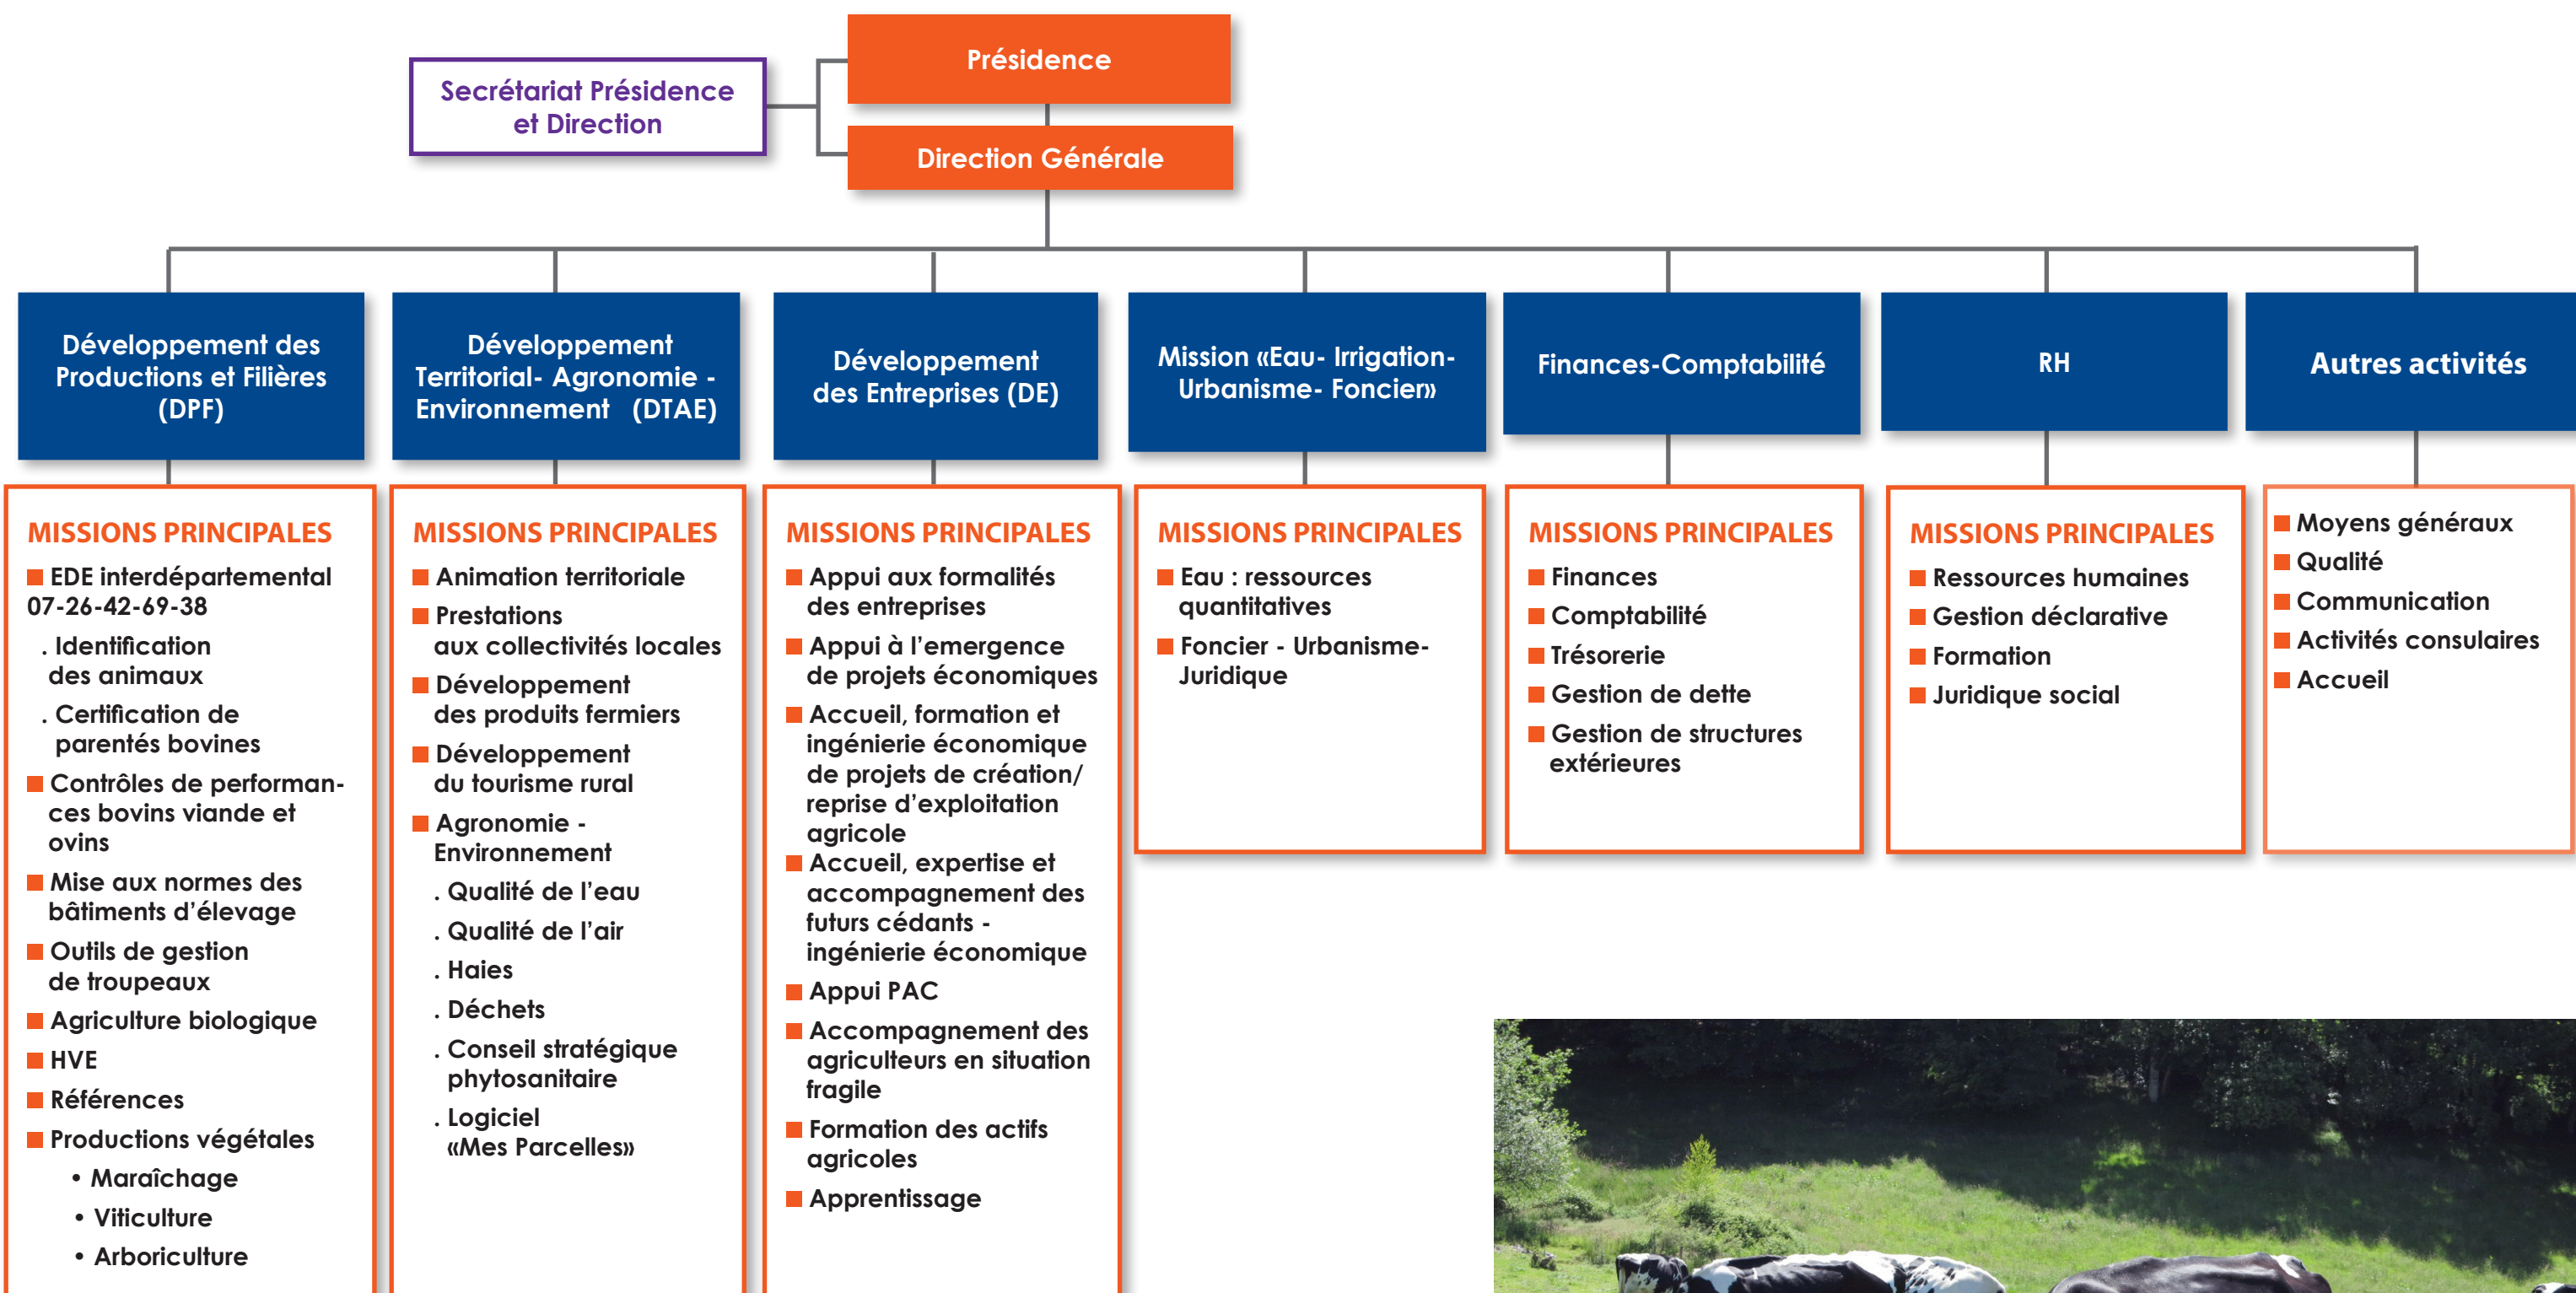 Présidence
Secrétariat Présidence
et Direction
Direction Générale
Développement des
Productions et Filières
(DPF)
Développement
Territorial- Agronomie -
Environnement (DTAE)
Développement
des Entreprises (DE)
Mission «Eau- Irrigation-
Urbanisme- Foncier»
Finances-Comptabilité
RH
Autres activités
MISSIONS PRINCIPALES
■ EDE interdépartemental
07-26-42-69-38
. Identification
des animaux
. Certification de
parentés bovines
■ Contrôles de performan-
ces bovins viande et
ovins
■ Mise aux normes des
bâtiments d’élevage
■ Outils de gestion
de troupeaux
■ Agriculture biologique
■ HVE
■ Références
■ Productions végétales
• Maraîchage
• Viticulture
• Arboriculture
MISSIONS PRINCIPALES
■ Animation territoriale
■ Prestations
aux collectivités locales
■ Développement
des produits fermiers
■ Développement
du tourisme rural
■ Agronomie -
Environnement
. Qualité de l’eau
. Qualité de l’air
. Haies
. Déchets
. Conseil stratégique
phytosanitaire
. Logiciel
«Mes Parcelles»
MISSIONS PRINCIPALES
■ Appui aux formalités
des entreprises
■ Appui à l’emergence
de projets économiques
■ Accueil, formation et
ingénierie économique
de projets de création/
reprise d’exploitation
agricole
■ Accueil, expertise et
accompagnement des
futurs cédants -
ingénierie économique
■ Appui PAC
■ Accompagnement des
agriculteurs en situation
fragile
■ Formation des actifs
agricoles
■ Apprentissage
MISSIONS PRINCIPALES
■ Eau : ressources
quantitatives
■ Foncier - Urbanisme-
Juridique
MISSIONS PRINCIPALES
■ Finances
■ Comptabilité
■ Trésorerie
■ Gestion de dette
■ Gestion de structures
extérieures
MISSIONS PRINCIPALES
■ Ressources humaines
■ Gestion déclarative
■ Formation
■ Juridique social
■ Moyens généraux
■ Qualité
■ Communication
■ Activités consulaires
■ Accueil